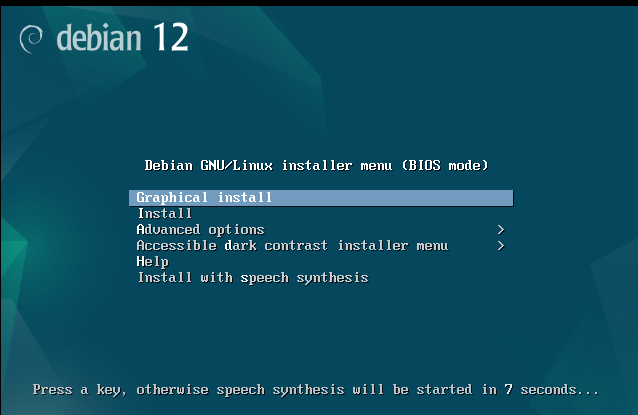 debian 12
Debian GNU/Linux installer menu (BIOS mode)
Graphical install
Install
Advanced options >
Accessible dark contrast installer menu >
Help
Install with speech synthesis
Press a key, otherwise speech synthesis will be started in 7 seconds...